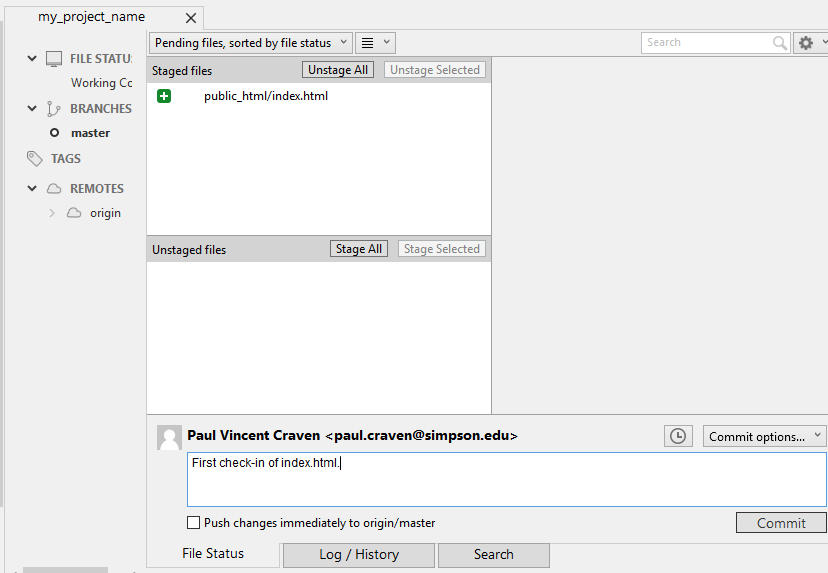 my_project_name
Pending files, sorted by file status
Search
FILE STATU
Working Co
BRANCHES
master
TAGS
REMOTES
origin
Staged files
Unstage All
Unstage Selected
public_html/index.html
Unstaged files
Stage All
Stage Selected
Paul Vincent Craven <paul.craven@simpson.edu>
Commit options...
First check-in of index.html.
Push changes immediately to origin/master
Commit
File Status
Log / History
Search